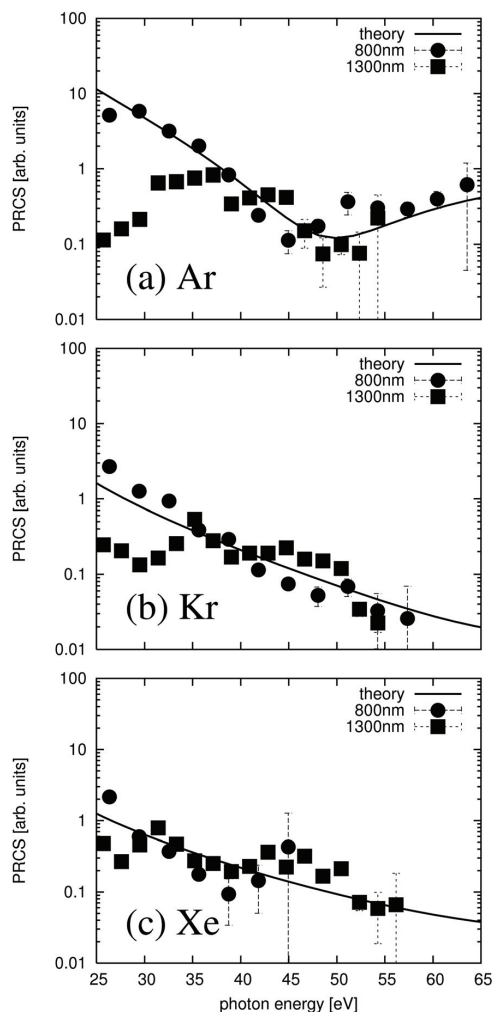 100
theory
800nm
1300nm
10
PRCS [arb. units]
1
0.1
(a) Ar
0.01
100
theory
800nm
1300nm
10
PRCS [arb. units]
1
0.1
(b) Kr
0.01
100
theory
800nm
1300nm
10
PRCS [arb. units]
1
0.1
(c) Xe
0.01
25 30 35 40 45 50 55 60 65
photon energy [eV]